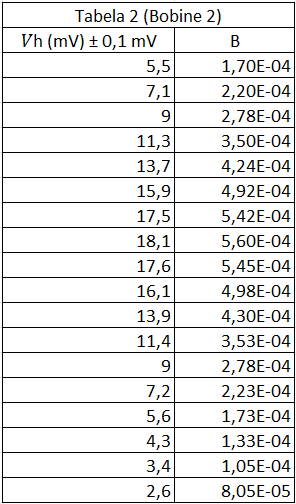 Tabela 2 (Bobine 2)
Vh (mV) ± 0,1 mV B
5,5 1,70E-04
7,1 2,20E-04
9 2,78E-04
11,3 3,50E-04
13,7 4,24E-04
15,9 4,92E-04
17,5 5,42E-04
18,1 5,60E-04
17,6 5,45E-04
16,1 4,98E-04
13,9 4,30E-04
11,4 3,53E-04
9 2,78E-04
7,2 2,23E-04
5,6 1,73E-04
4,3 1,33E-04
3,4 1,05E-04
2,6 8,05E-05